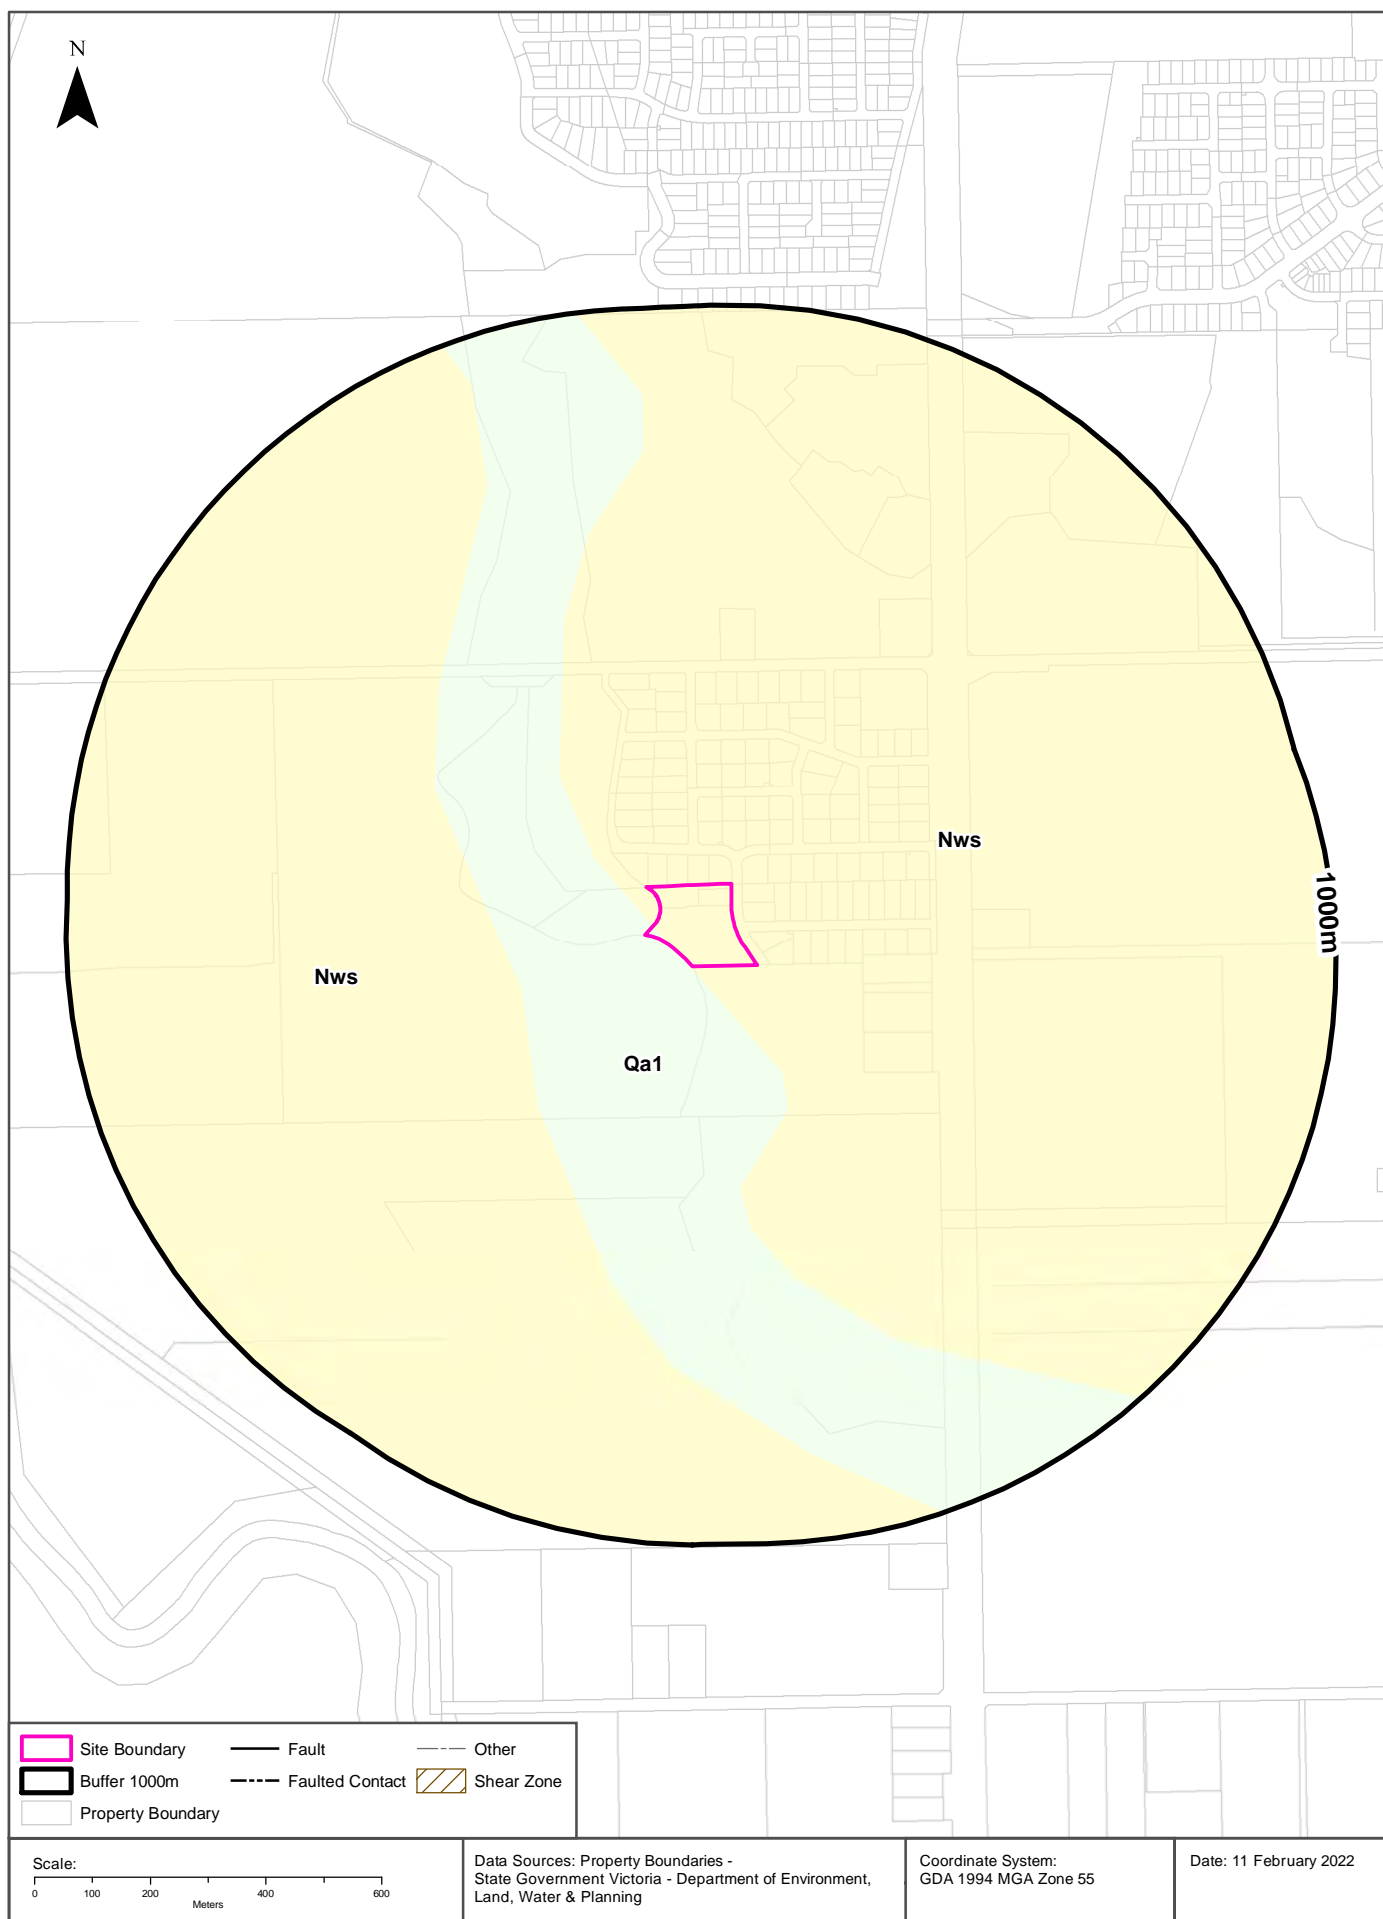 N
Nws
1000m
Nws
Qa1
Site Boundary
Fault
Other
Buffer 1000m
Faulted Contact
Shear Zone
Property Boundary
Scale:
0 100 200 400 600
Meters
Data Sources: Property Boundaries -
State Government Victoria - Department of Environment,
Land, Water & Planning
Coordinate System:
GDA 1994 MGA Zone 55
Date: 11 February 2022